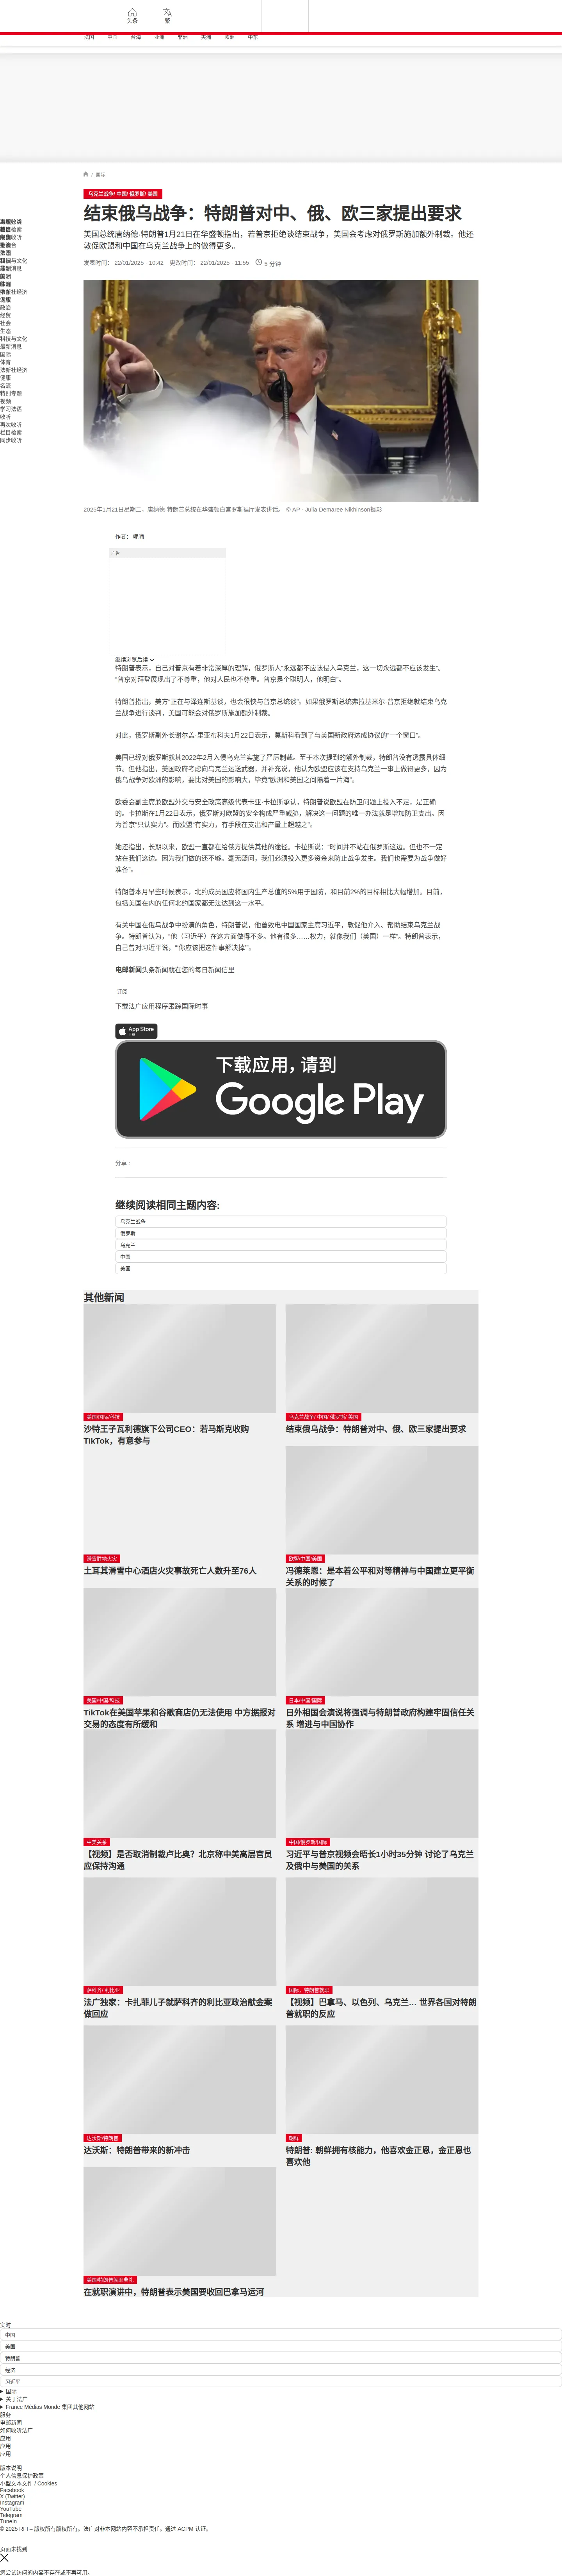 头条
繁
法国
中国
台海
亚洲
非洲
美洲
欧洲
中东
/ 国际
乌克兰战争/ 中国/ 俄罗斯/ 美国
结束俄乌战争：特朗普对中、俄、欧三家提出要求
美国总统唐纳德·特朗普1月21日在华盛顿指出，若普京拒绝谈结束战争，美国会考虑对俄罗斯施加额外制裁。他还
敦促欧盟和中国在乌克兰战争上的做得更多。
发表时间： 22/01/2025 - 10:42 更改时间： 22/01/2025 - 11:55 5 分钟
政治
经贸
社会
生态
科技与文化
最新消息
国际
体育
法新社经济
健康
名流
特别专题
视频
学习法语
收听
再次收听
栏目检索
同步收听
2025年1月21日星期二，唐纳德·特朗普总统在华盛顿白宫罗斯福厅发表讲话。 © AP - Julia Demaree Nikhinson摄影
作者： 呢喃
广告
继续浏览后续
特朗普表示，自己对普京有着非常深厚的理解，俄罗斯人“永远都不应该侵入乌克兰，这一切永远都不应该发生”。
“普京对拜登展现出了不尊重，他对人民也不尊重。普京是个聪明人，他明白”。
特朗普指出，美方“正在与泽连斯基谈，也会很快与普京总统谈”。如果俄罗斯总统弗拉基米尔·普京拒绝就结束乌克
兰战争进行谈判，美国可能会对俄罗斯施加额外制裁。
对此，俄罗斯副外长谢尔盖·里亚布科夫1月22日表示，莫斯科看到了与美国新政府达成协议的“一个窗口”。
美国已经对俄罗斯就其2022年2月入侵乌克兰实施了严厉制裁。至于本次提到的额外制裁，特朗普没有透露具体细
节。但他指出，美国政府考虑向乌克兰运送武器，并补充说，他认为欧盟应该在支持乌克兰一事上做得更多，因为
俄乌战争对欧洲的影响，要比对美国的影响大，毕竟“欧洲和美国之间隔着一片海”。
欧委会副主席兼欧盟外交与安全政策高级代表卡亚·卡拉斯承认，特朗普说欧盟在防卫问题上投入不足，是正确
的。卡拉斯在1月22日表示，俄罗斯对欧盟的安全构成严重威胁，解决这一问题的唯一办法就是增加防卫支出。因
为普京“只认实力”。而欧盟“有实力，有手段在支出和产量上超越之”。
她还指出，长期以来，欧盟一直都在给俄方提供其他的途径。卡拉斯说：“时间并不站在俄罗斯这边。但也不一定
站在我们这边。因为我们做的还不够。毫无疑问，我们必须投入更多资金来防止战争发生。我们也需要为战争做好
准备”。
特朗普本月早些时候表示，北约成员国应将国内生产总值的5%用于国防，和目前2%的目标相比大幅增加。目前，
包括美国在内的任何北约国家都无法达到这一水平。
有关中国在俄乌战争中扮演的角色，特朗普说，他曾致电中国国家主席习近平，敦促他介入、帮助结束乌克兰战
争。特朗普认为，“他（习近平）在这方面做得不多。他有很多……权力，就像我们（美国）一样”。特朗普表示，
自己曾对习近平说，“‘你应该把这件事解决掉’”。
电邮新闻头条新闻就在您的每日新闻信里
订阅
下载法广应用程序跟踪国际时事
App Store
下载
下载应用，请到
Google Play
分享 :
继续阅读相同主题内容:
乌克兰战争
俄罗斯
乌克兰
中国
美国
其他新闻
美国/国际/科技
沙特王子瓦利德旗下公司CEO：若马斯克收购
TikTok，有意参与
乌克兰战争/ 中国/ 俄罗斯/ 美国
结束俄乌战争：特朗普对中、俄、欧三家提出要求
滑雪胜地火灾
土耳其滑雪中心酒店火灾事故死亡人数升至76人
欧盟/中国/美国
冯德莱恩：是本着公平和对等精神与中国建立更平衡
关系的时候了
美国/中国/科技
TikTok在美国苹果和谷歌商店仍无法使用 中方据报对
交易的态度有所缓和
日本/中国/国际
日外相国会演说将强调与特朗普政府构建牢固信任关
系 增进与中国协作
中美关系
【视频】是否取消制裁卢比奥？北京称中美高层官员
应保持沟通
中国/俄罗斯/国际
习近平与普京视频会晤长1小时35分钟 讨论了乌克兰
及俄中与美国的关系
萨科齐/ 利比亚
法广独家：卡扎菲儿子就萨科齐的利比亚政治献金案
做回应
国际，特朗普就职
【视频】巴拿马、以色列、乌克兰… 世界各国对特朗
普就职的反应
达沃斯/特朗普
达沃斯：特朗普带来的新冲击
朝鲜
特朗普: 朝鲜拥有核能力，他喜欢金正恩，金正恩也
喜欢他
美国/特朗普就职典礼
在就职演讲中，特朗普表示美国要收回巴拿马运河
实时
中国
美国
特朗普
经济
习近平
国际
关于法广
France Médias Monde 集团其他网站
服务
电邮新闻
如何收听法广
应用
应用
应用
版本说明
个人信息保护政策
小型文本文件 / Cookies
Facebook
X (Twitter)
Instagram
YouTube
Telegram
TuneIn
© 2025 RFI – 版权所有版权所有。法广对非本网站内容不承担责任。通过 ACPM 认证。
页面未找到
您尝试访问的内容不存在或不再可用。